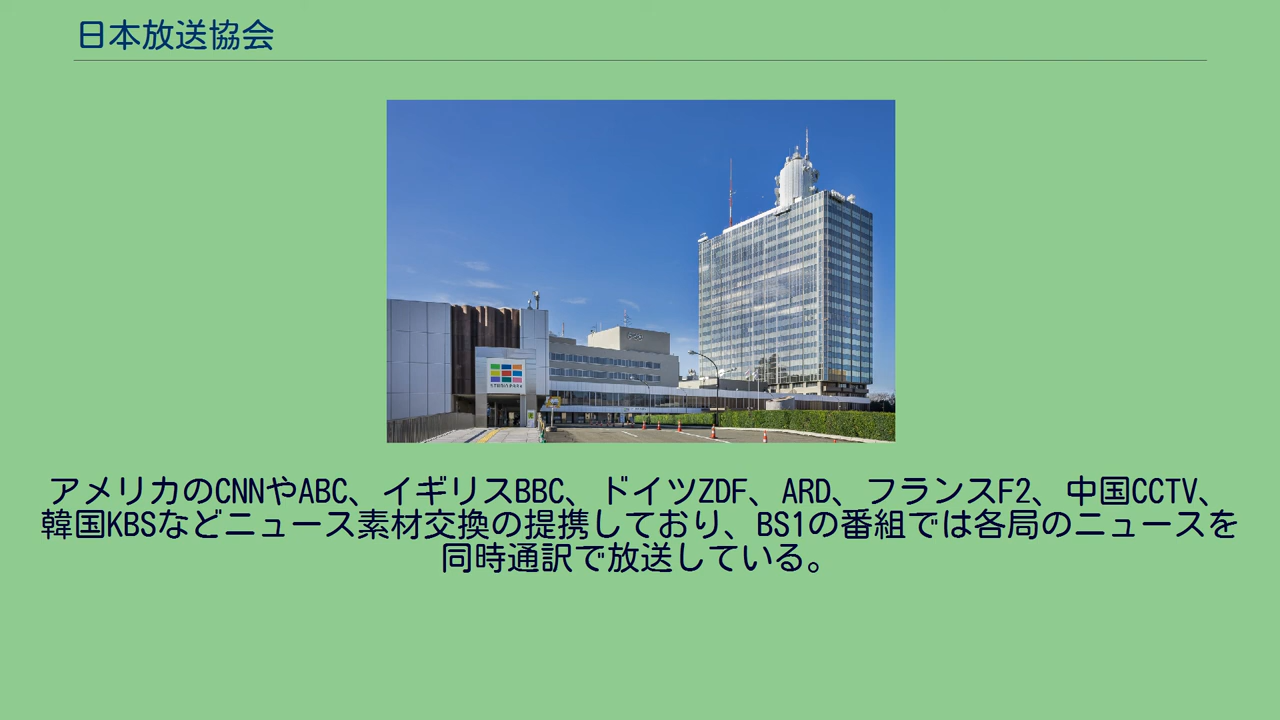 日本放送協会
STUDIO PARK
アメリカのCNNやABC、イギリスBBC、ドイツZDF、ARD、フランスF2、中国CCTV、
韓国KBSなどニュース素材交換の提携しており、BS1の番組では各局のニュースを
同時通訳で放送している。